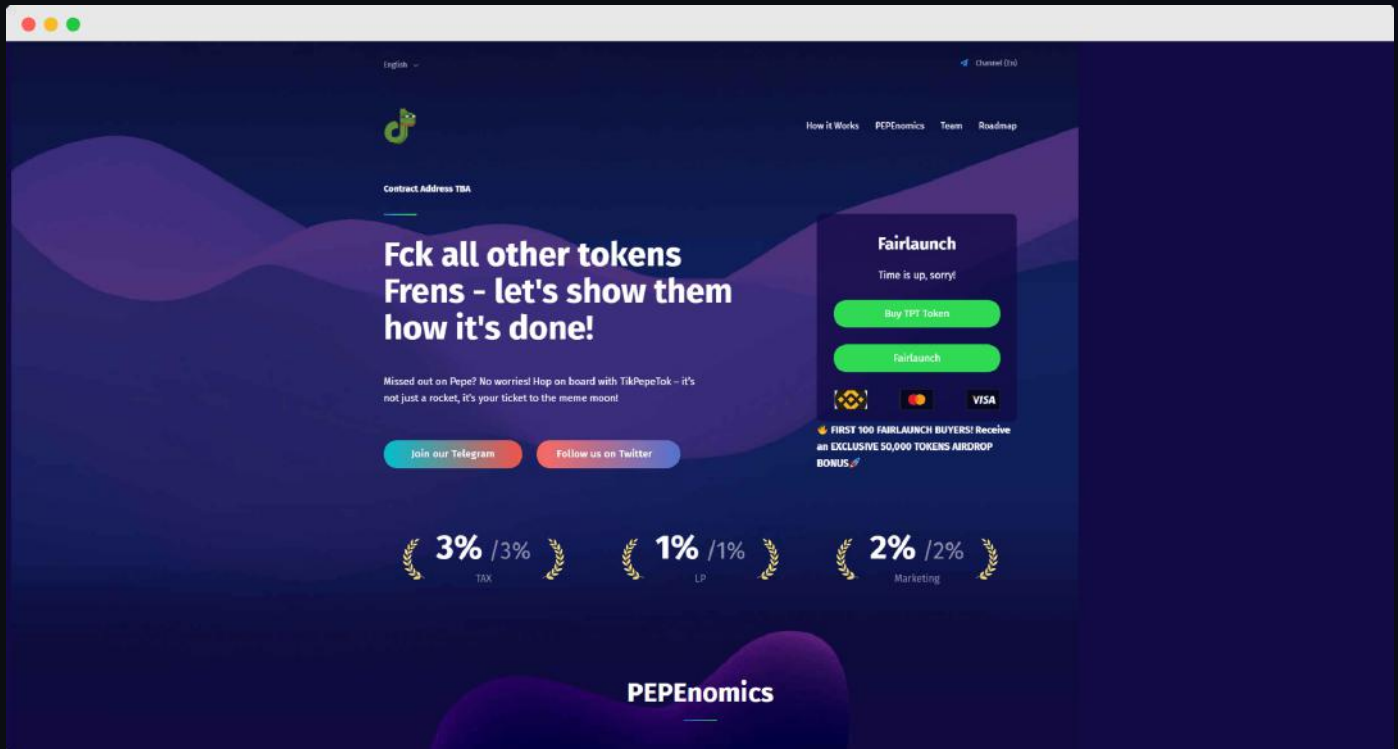 English
Channel (En)
How it Works PEPEnomics Team Roadmap
Contract Address TBA
Fck all other tokens
Frens - let's show them
how it's done!
Missed out on Pepe? No worries! Hop on board with TikPepeTok – it's
not just a rocket, it's your ticket to the meme moon!
Join our Telegram
Follow us on Twitter
Fairlaunch
Time is up, sorry!
Buy TPT Token
Fairlaunch
VISA
🔥 FIRST 100 FAIRLAUNCH BUYERS! Receive
an EXCLUSIVE 50,000 TOKENS AIRDROP
BONUS🚀
3% /3%
TAX
1% /1%
LP
2% /2%
Marketing
PEPEnomics